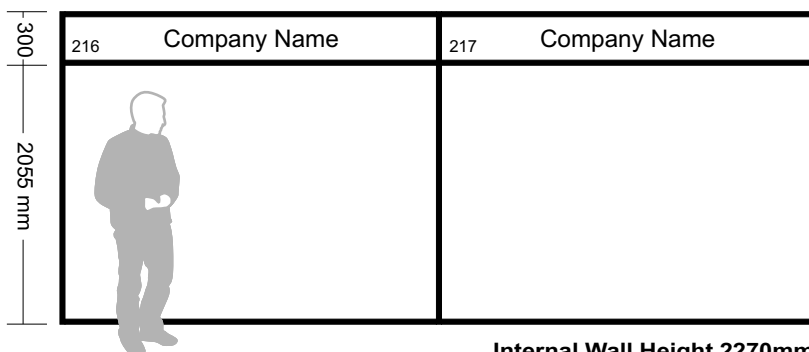 300
216 Company Name
217 Company Name
2055 mm
Internal Wall Height 2270mm